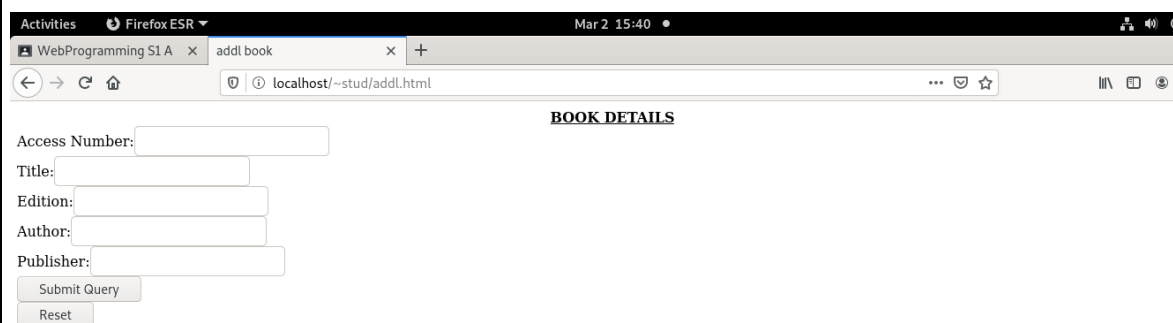 Activities Firefox ESR Mar 2 15:40
WebProgramming S1 A addl book
localhost/~stud/addl.html
BOOK DETAILS
Access Number:
Title:
Edition:
Author:
Publisher:
Submit Query
Reset